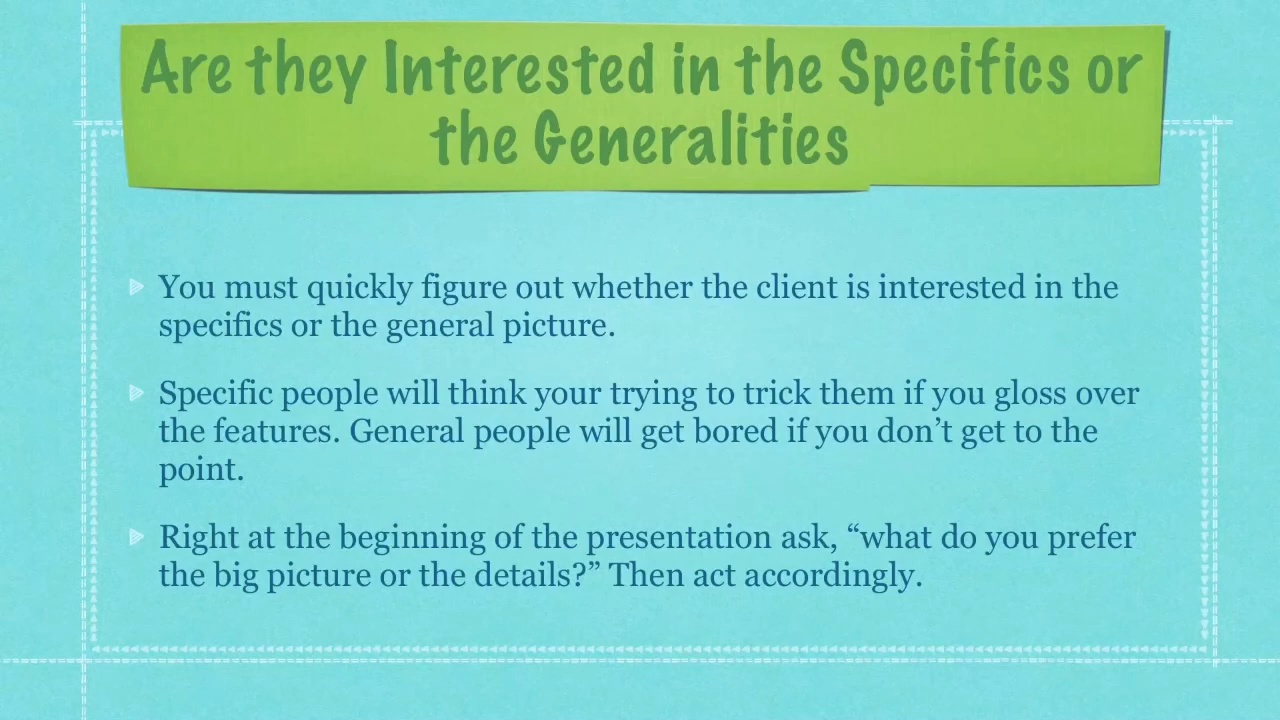 Are they Interested in the Specifics or
the Generalities
You must quickly figure out whether the client is interested in the
specifics or the general picture.
Specific people will think your trying to trick them if you gloss over
the features. General people will get bored if you don’t get to the
point.
Right at the beginning of the presentation ask, “what do you prefer
the big picture or the details?” Then act accordingly.